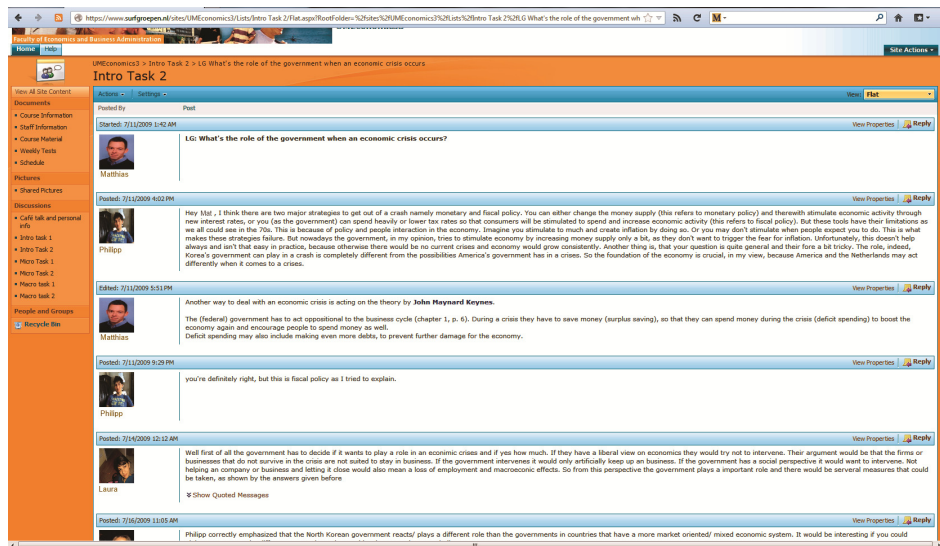 https://www.surfgroepen.nl/sites/UMEconomics3/Lists/Intro Task 2/Flat.aspx?RootFolder=%2fsites%2fUMEconomics3%2fLists%2fIntro Task 2%2fLG What's the role of the government wh
Faculty of Economics and Business Administration
Home Help
Site Actions
UMEconomics3 > Intro Task 2 > LG What's the role of the government when an economic crisis occurs
Intro Task 2
View All Site Content
Documents
• Course Information
• Staff Information
• Course Material
• Weekly Tests
• Schedule
Pictures
• Shared Pictures
Discussions
• Café talk and personal
info
• Intro task 1
• Intro Task 2
• Micro Task 1
• Micro Task 2
• Macro task 1
• Macro task 2
People and Groups
Recycle Bin
Actions Settings View: Flat
Posted By Post
Started: 7/11/2009 1:42 AM View Properties Reply
Matthias
LG: What's the role of the government when an economic crisis occurs?
Posted: 7/11/2009 4:02 PM View Properties Reply
Philipp
Hey Mat , I think there are two major strategies to get out of a crash namely monetary and fiscal policy. You can either change the money supply (this refers to monetary policy) and therewith stimulate economic activity through
new interest rates, or you (as the government) can spend heavily or lower tax rates so that consumers will be stimulated to spend and increase economic activity (this refers to fiscal policy). But these tools have their limitations as
we all could see in the 70s. This is because of policy and people interaction in the economy. Imagine you stimulate to much and create inflation by doing so. Or you may don't stimulate when people expect you to do. This is what
makes these strategies failure. But nowadays the government, in my opinion, tries to stimulate economy by increasing money supply only a bit, as they don't want to trigger the fear for inflation. Unfortunately, this doesn't help
always and isn't that easy in practice, because otherwise there would be no current crises and economy would grow consistently. Another thing is, that your question is quite general and their fore a bit tricky. The role, indeed,
Korea's government can play in a crash is completely different from the possibilities America's government has in a crises. So the foundation of the economy is crucial, in my view, because America and the Netherlands may act
differently when it comes to a crises.
Edited: 7/11/2009 5:51 PM View Properties Reply
Matthias
Another way to deal with an economic crisis is acting on the theory by John Maynard Keynes.
The (federal) government has to act oppositional to the business cycle (chapter 1, p. 6). During a crisis they have to save money (surplus saving), so that they can spend money during the crisis (deficit spending) to boost the
economy again and encourage people to spend money as well.
Deficit spending may also include making even more debts, to prevent further damage for the economy.
Posted: 7/11/2009 9:29 PM View Properties Reply
Philipp
you're definitely right, but this is fiscal policy as I tried to explain.
Posted: 7/14/2009 12:12 AM View Properties Reply
Laura
Well first of all the government has to decide if it wants to play a role in an econimic crises and if yes how much. If they have a liberal view on economics they would try not to intervene. Their argument would be that the firms or
businesses that do not survive in the crisis are not suited to stay in business. If the government intervenes it would only artificially keep up an business. If the government has a social perspective it would want to intervene. Not
helping an company or business and letting it close would also mean a loss of employment and macroeconic effects. So from this perspective the government plays a important role and there would be serveral measures that could
be taken, as shown by the answers given before
Show Quoted Messages
Posted: 7/16/2009 11:05 AM View Properties Reply
Philipp correctly emphasized that the North Korean government reacts/ plays a different role than the governments in countries that have a more market oriented/ mixed economic system. It would be interesting if you could